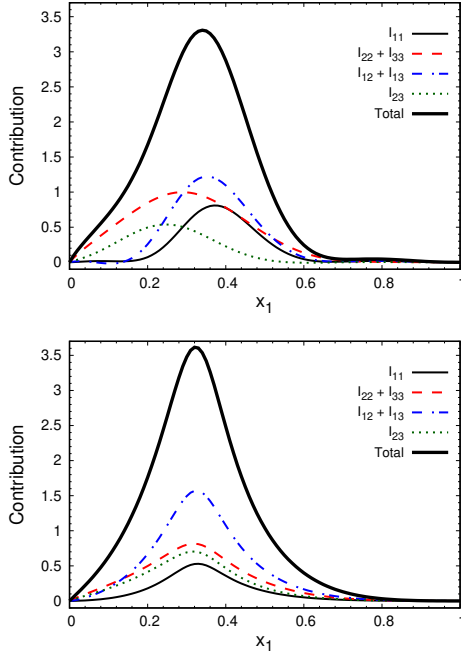 3.5
3
2.5
2
1.5
1
0.5
0
Contribution
I11
I22 + I33
I12 + I13
I23
Total
0 0.2 0.4 0.6 0.8 1
x1
3.5
3
2.5
2
1.5
1
0.5
0
Contribution
I11
I22 + I33
I12 + I13
I23
Total
0 0.2 0.4 0.6 0.8 1
x1